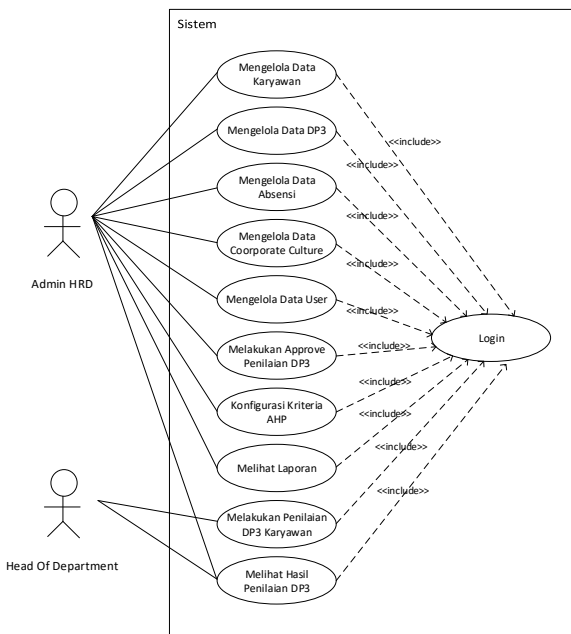 Sistem
Mengelola Data
Karyawan
Mengelola Data DP3
Mengelola Data
Absensi
Mengelola Data
Coorporate Culture
Mengelola Data User
Melakukan Approve
Penilaian DP3
Konfigurasi Kriteria
AHP
Melihat Laporan
Melakukan Penilaian
DP3 Karyawan
Melihat Hasil
Penilaian DP3
Admin HRD
Head Of Department
<<include>>
<<include>>
<<include>>
<<include>>
<<include>>
<<include>>
<<include>>
<<include>>
<<include>>
<<include>>
Login